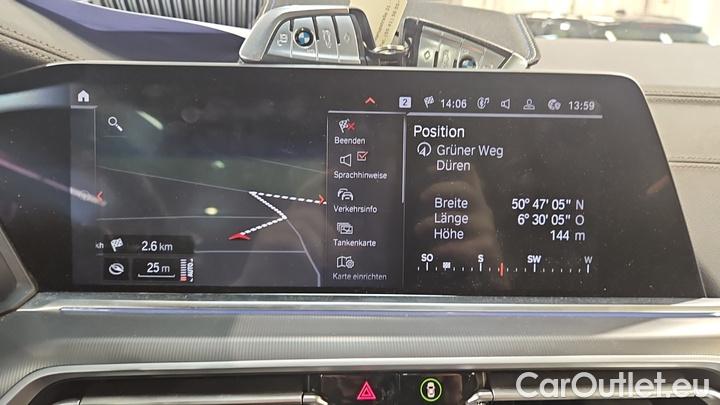 2 14:06 13:59
Position
Grüner Weg
Düren
Breite 50° 47' 05" N
Länge 6° 30' 05" O
Höhe 144 m
SO S SW W
Beenden
Sprachhinweise
Verkehrsinfo
Tankenkarte
Karte einrichten
2.6 km
25 m
AUTO
CarOutlet.eu